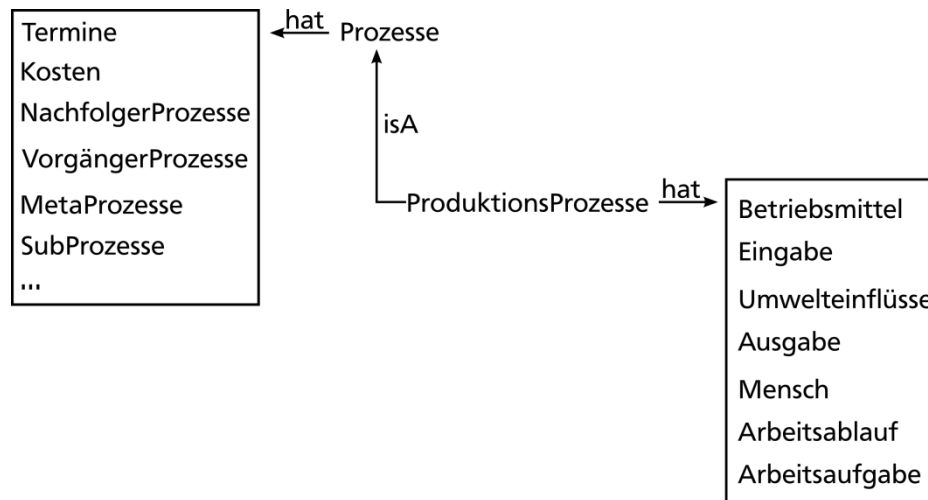 Termine
Kosten
NachfolgerProzesse
VorgängerProzesse
MetaProzesse
SubProzesse
...
hat
Prozesse
isA
ProduktionsProzesse
hat
Betriebsmittel
Eingabe
Umwelteinflüsse
Ausgabe
Mensch
Arbeitsablauf
Arbeitsaufgabe